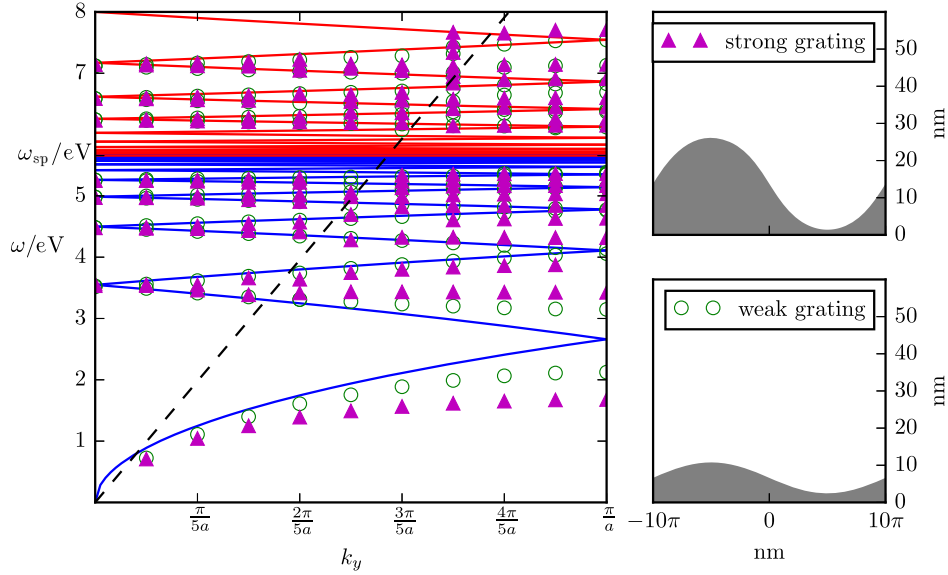 8
7
ω_sp/eV
5
ω/eV
4
3
2
1
π/5a
2π/5a
3π/5a
4π/5a
π/a
k_y
strong grating
50
40
30
20
10
0
nm
weak grating
50
40
30
20
10
0
nm
−10π
0
10π
nm